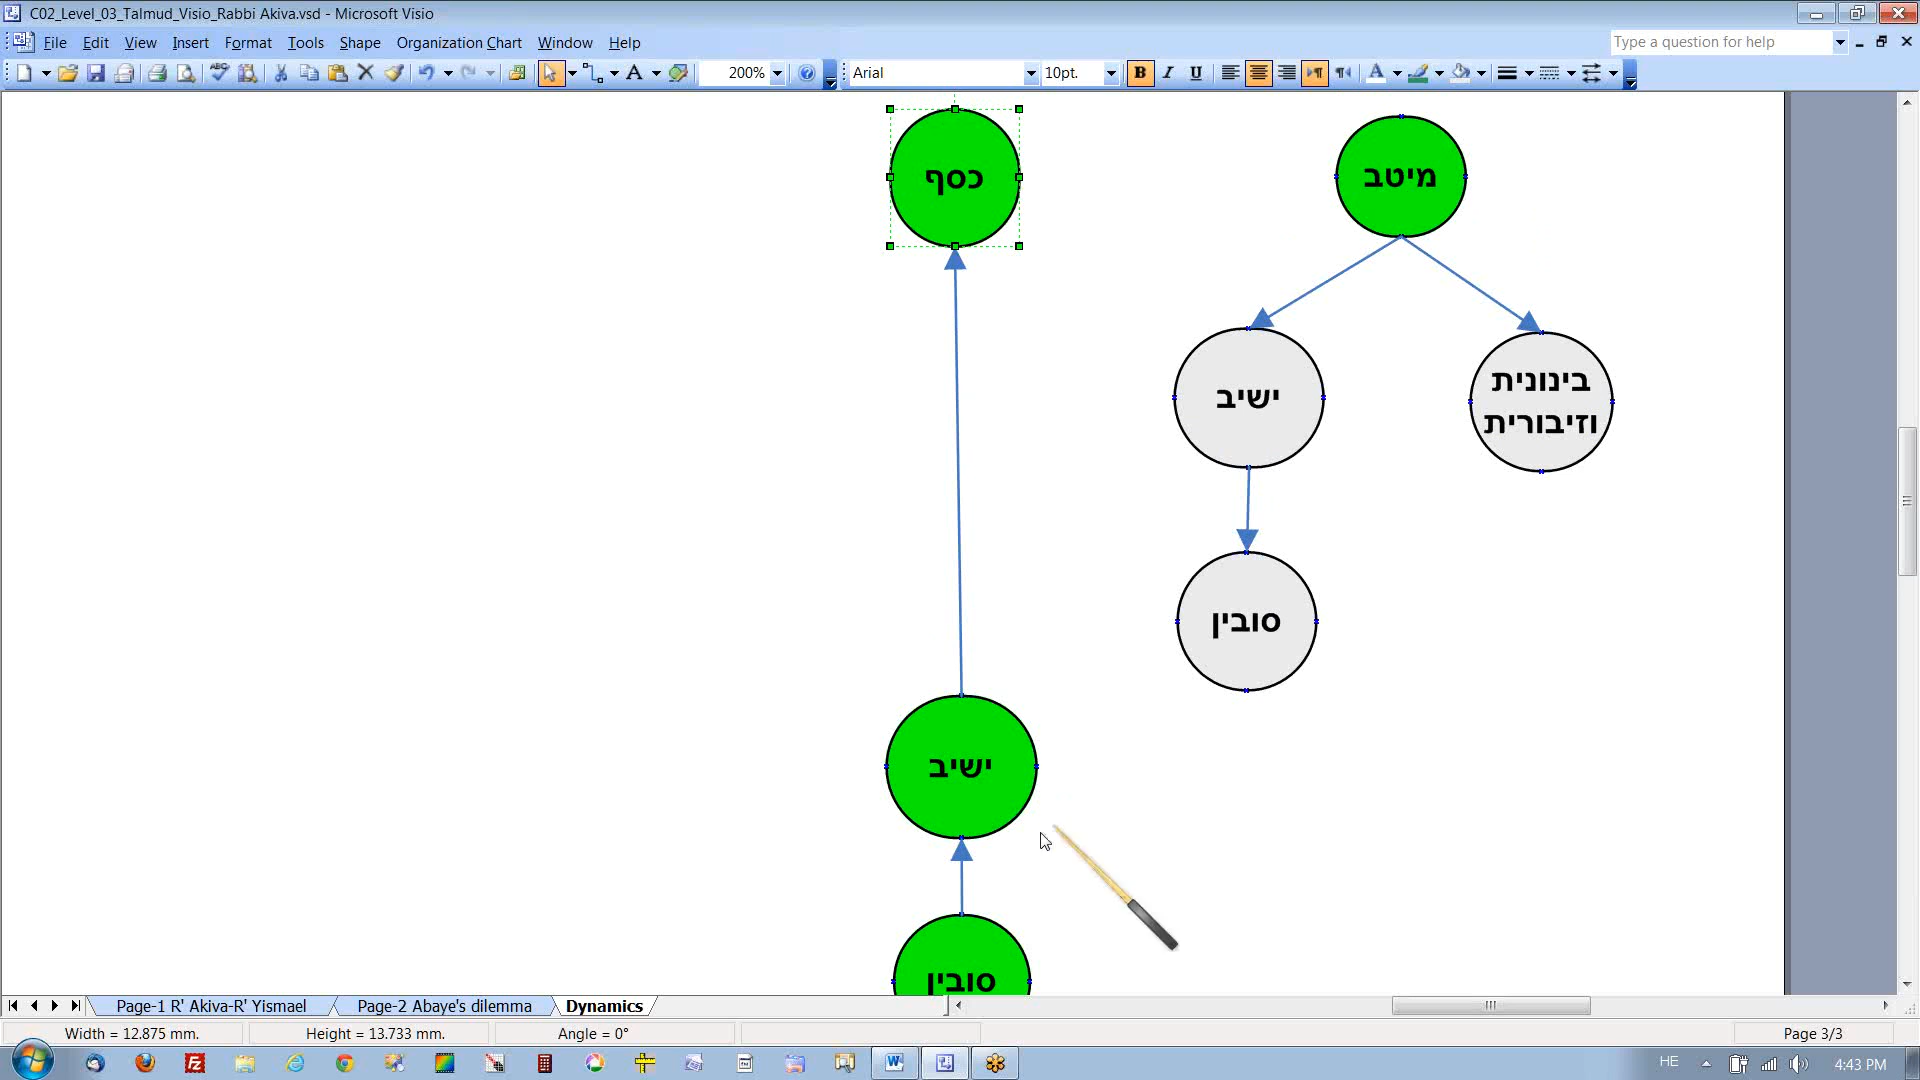 C02_Level_03_Talmud_Visio_Rabbi Akiva.vsd - Microsoft Visio
File Edit View Insert Format Tools Shape Organization Chart Window Help
Type a question for help
200%
Arial
10pt.
B I U
כסף
מיטב
ישיב
בינונית
וזיבורית
סובין
ישיב
סובין
Page-1 R' Akiva-R' Yismael
Page-2 Abaye's dilemma
Dynamics
Width = 12.875 mm.
Height = 13.733 mm.
Angle = 0°
Page 3/3
HE
4:43 PM